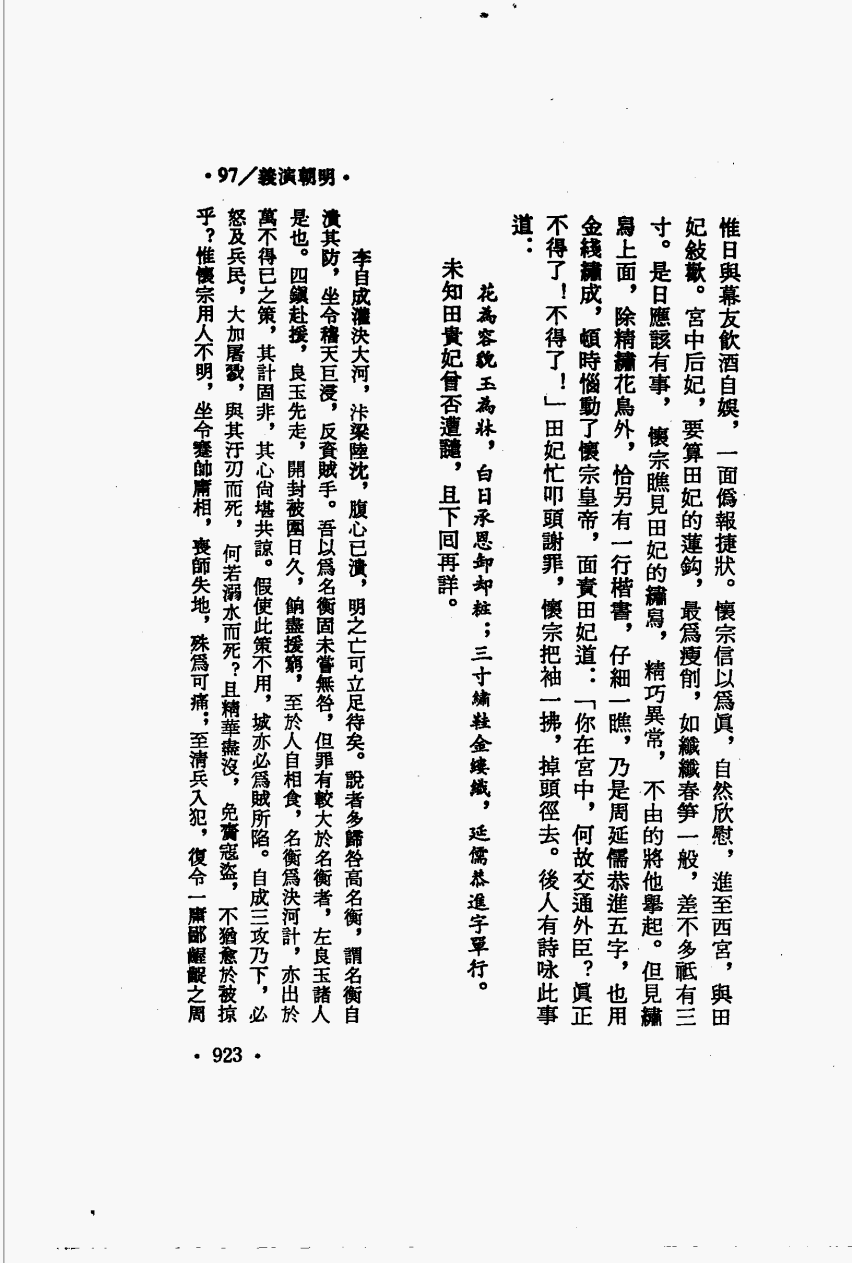 ·97／義演朝明·
惟日與幕友飲酒自娛，一面僞報捷狀。懷宗信以爲眞，自然欣慰，進至西宮，與田
妃敍歡。宮中后妃，要算田妃的蓮鈎，最爲瘦削，如纖纖春笋一般，差不多祗有三
寸。是日應該有事，懷宗瞧見田妃的繡舄，精巧異常，不由的將他擧起。但見繡
舄上面，除精繡花鳥外，恰另有一行楷書，仔細一瞧，乃是周延儒恭進五字，也用
金綫繡成，頓時惱動了懷宗皇帝，面責田妃道：「你在宮中，何故交通外臣？眞正
不得了！不得了！」田妃忙叩頭謝罪，懷宗把袖一拂，掉頭徑去。後人有詩咏此事
道：
花為容貌玉為牀，白日承恩卸却粧；三寸繡鞋金縷織，延儒恭進字單行。
未知田貴妃曾否遭譴，且下回再詳。
李自成灌決大河，汴梁陸沈，腹心已潰，明之亡可立足待矣。說者多歸咎高名衡，謂名衡自
潰其防，坐令稽天巨浸，反資賊手。吾以爲名衡固未嘗無咎，但罪有較大於名衡者，左良玉諸人
是也。四鎭赴援，良玉先走，開封被圍日久，餉盡援窮，至於人自相食，名衡爲決河計，亦出於
萬不得已之策，其計固非，其心尙堪共諒。假使此策不用，城亦必爲賊所陷。自成三攻乃下，必
怒及兵民，大加屠戮，與其汙刃而死，何若溺水而死？且精華盡沒，免齎寇盜，不猶愈於被掠
乎？惟懷宗用人不明，坐令蹇帥庸相，喪師失地，殊爲可痛；至清兵入犯，復令一庸鄙齷齪之周
·923·